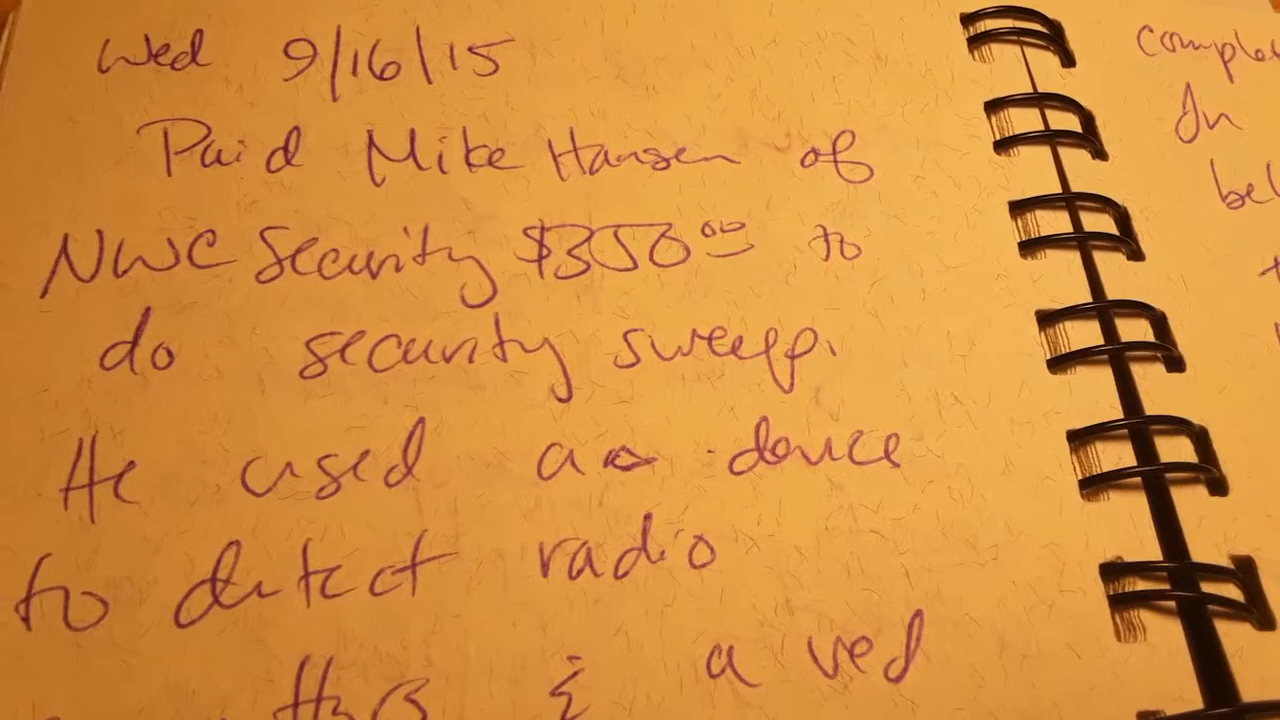 Wed 9/16/15
Paid Mike Hansen of
NWC Security $350.00 to
do security sweep.
He used a device
to detect radio
& a red
In